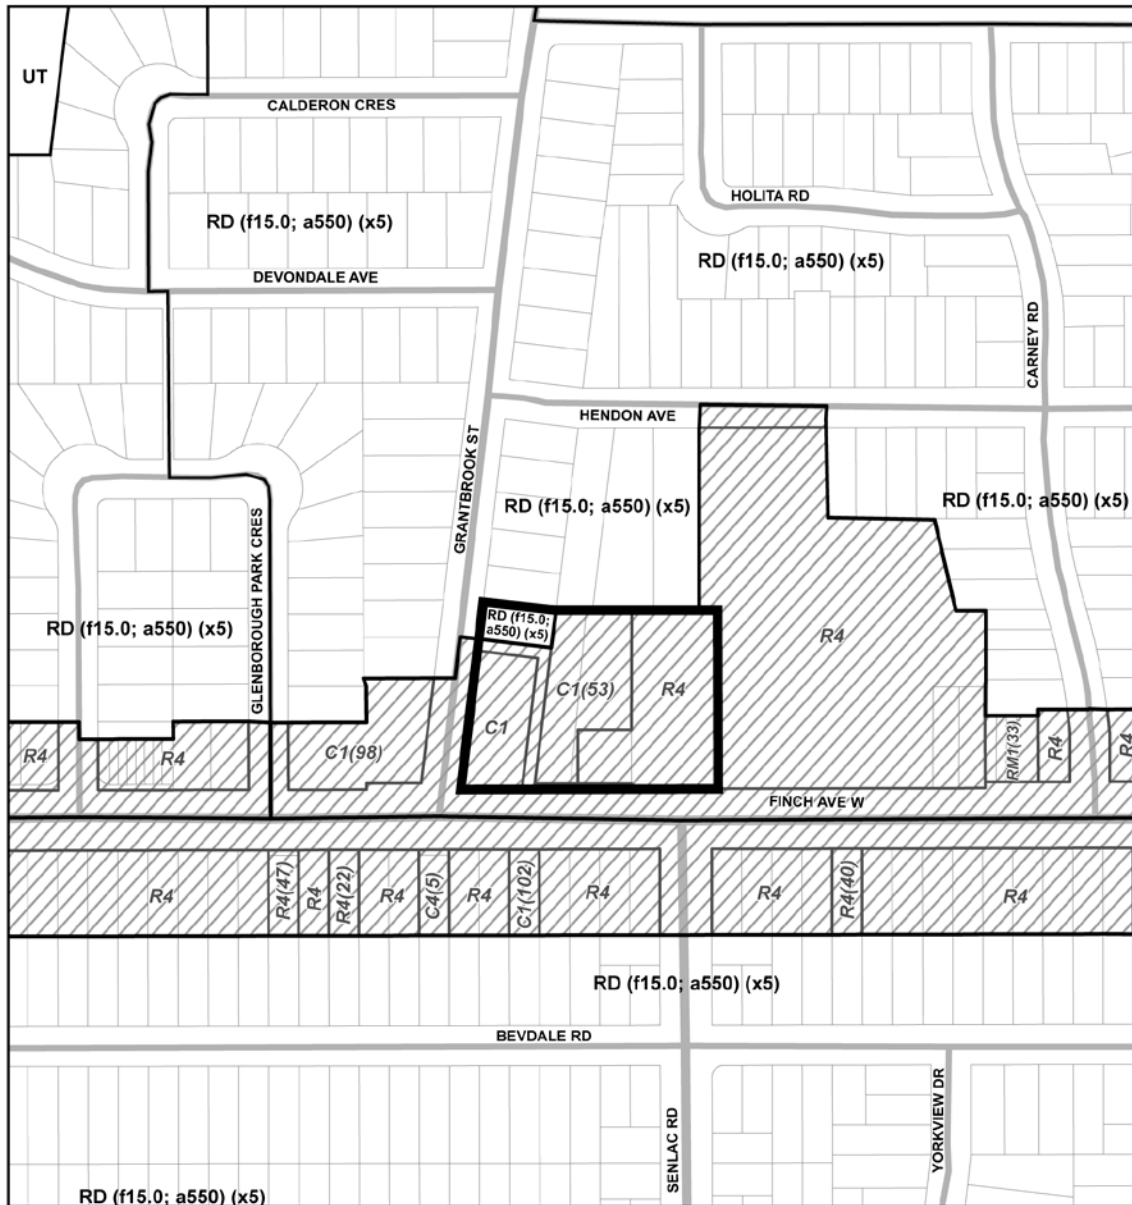 UT
CALDERON CRES
HOLITA RD
RD (f15.0; a550) (x5)
RD (f15.0; a550) (x5)
DEVONDALE AVE
CARNEY RD
HENDON AVE
GRANTBROOK ST
RD (f15.0; a550) (x5)
RD (f15.0; a550) (x5)
GLENBOROUGH PARK CRES
RD (f15.0;
a550) (x5)
RD (f15.0; a550) (x5)
R4
C1(53)
R4
C1
R4
R4
C1(98)
RM1(33)
R4
R4
FINCH AVE W
R4
R4(47)
R4
R4(22)
R4
C4(5)
R4
C1(102)
R4
R4
R4(40)
R4
RD (f15.0; a550) (x5)
BEVDALE RD
SENLAC RD
YORKVIEW DR
RD (f15.0; a550) (x5)